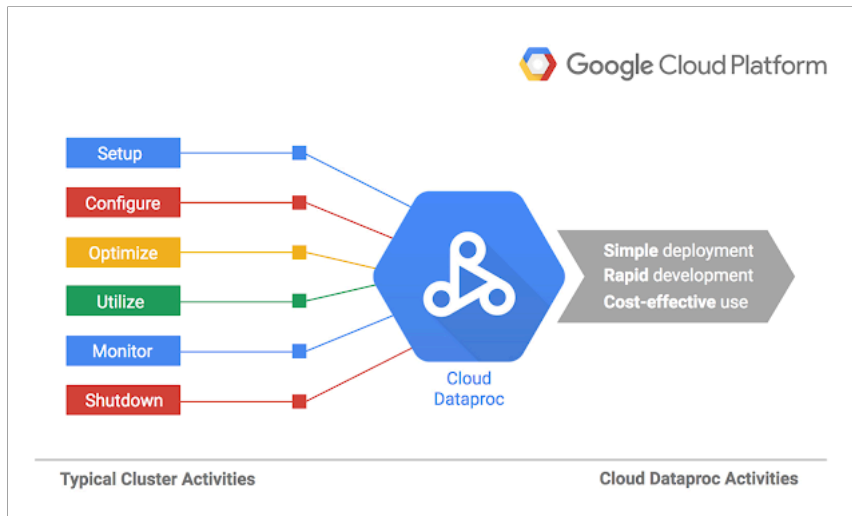 Google Cloud Platform
Setup
Configure
Optimize
Utilize
Monitor
Shutdown
Cloud
Dataproc
Simple deployment
Rapid development
Cost-effective use
Typical Cluster Activities
Cloud Dataproc Activities